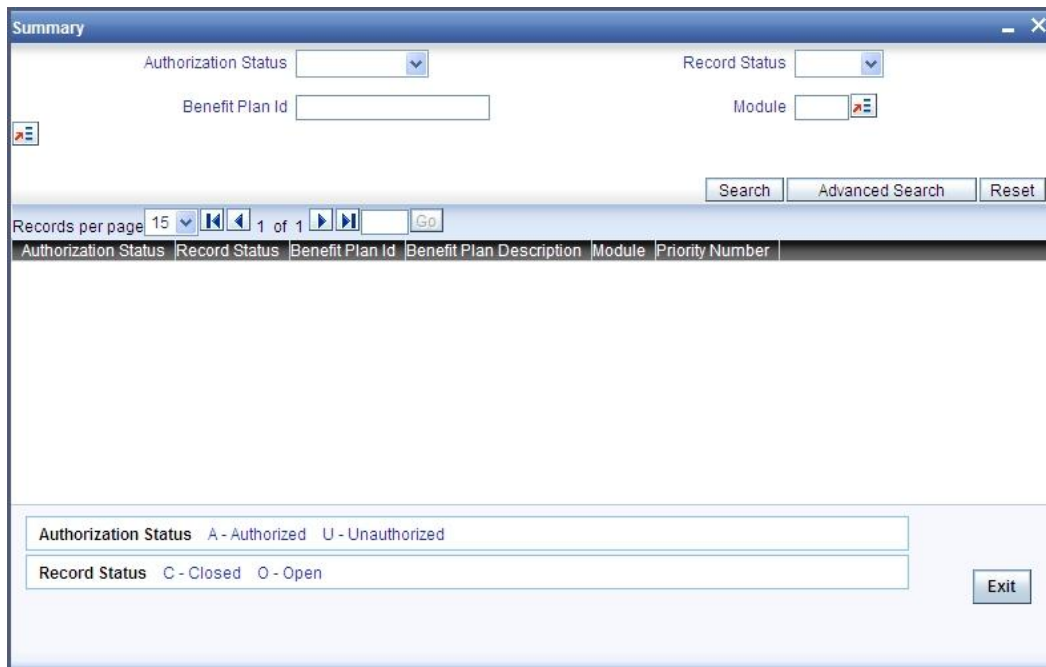 Summary
Authorization Status Record Status
Benefit Plan Id Module
Search Advanced Search Reset
Records per page 15 1 of 1 Go
Authorization Status Record Status Benefit Plan Id Benefit Plan Description Module Priority Number
Authorization Status A - Authorized U - Unauthorized
Record Status C - Closed O - Open
Exit